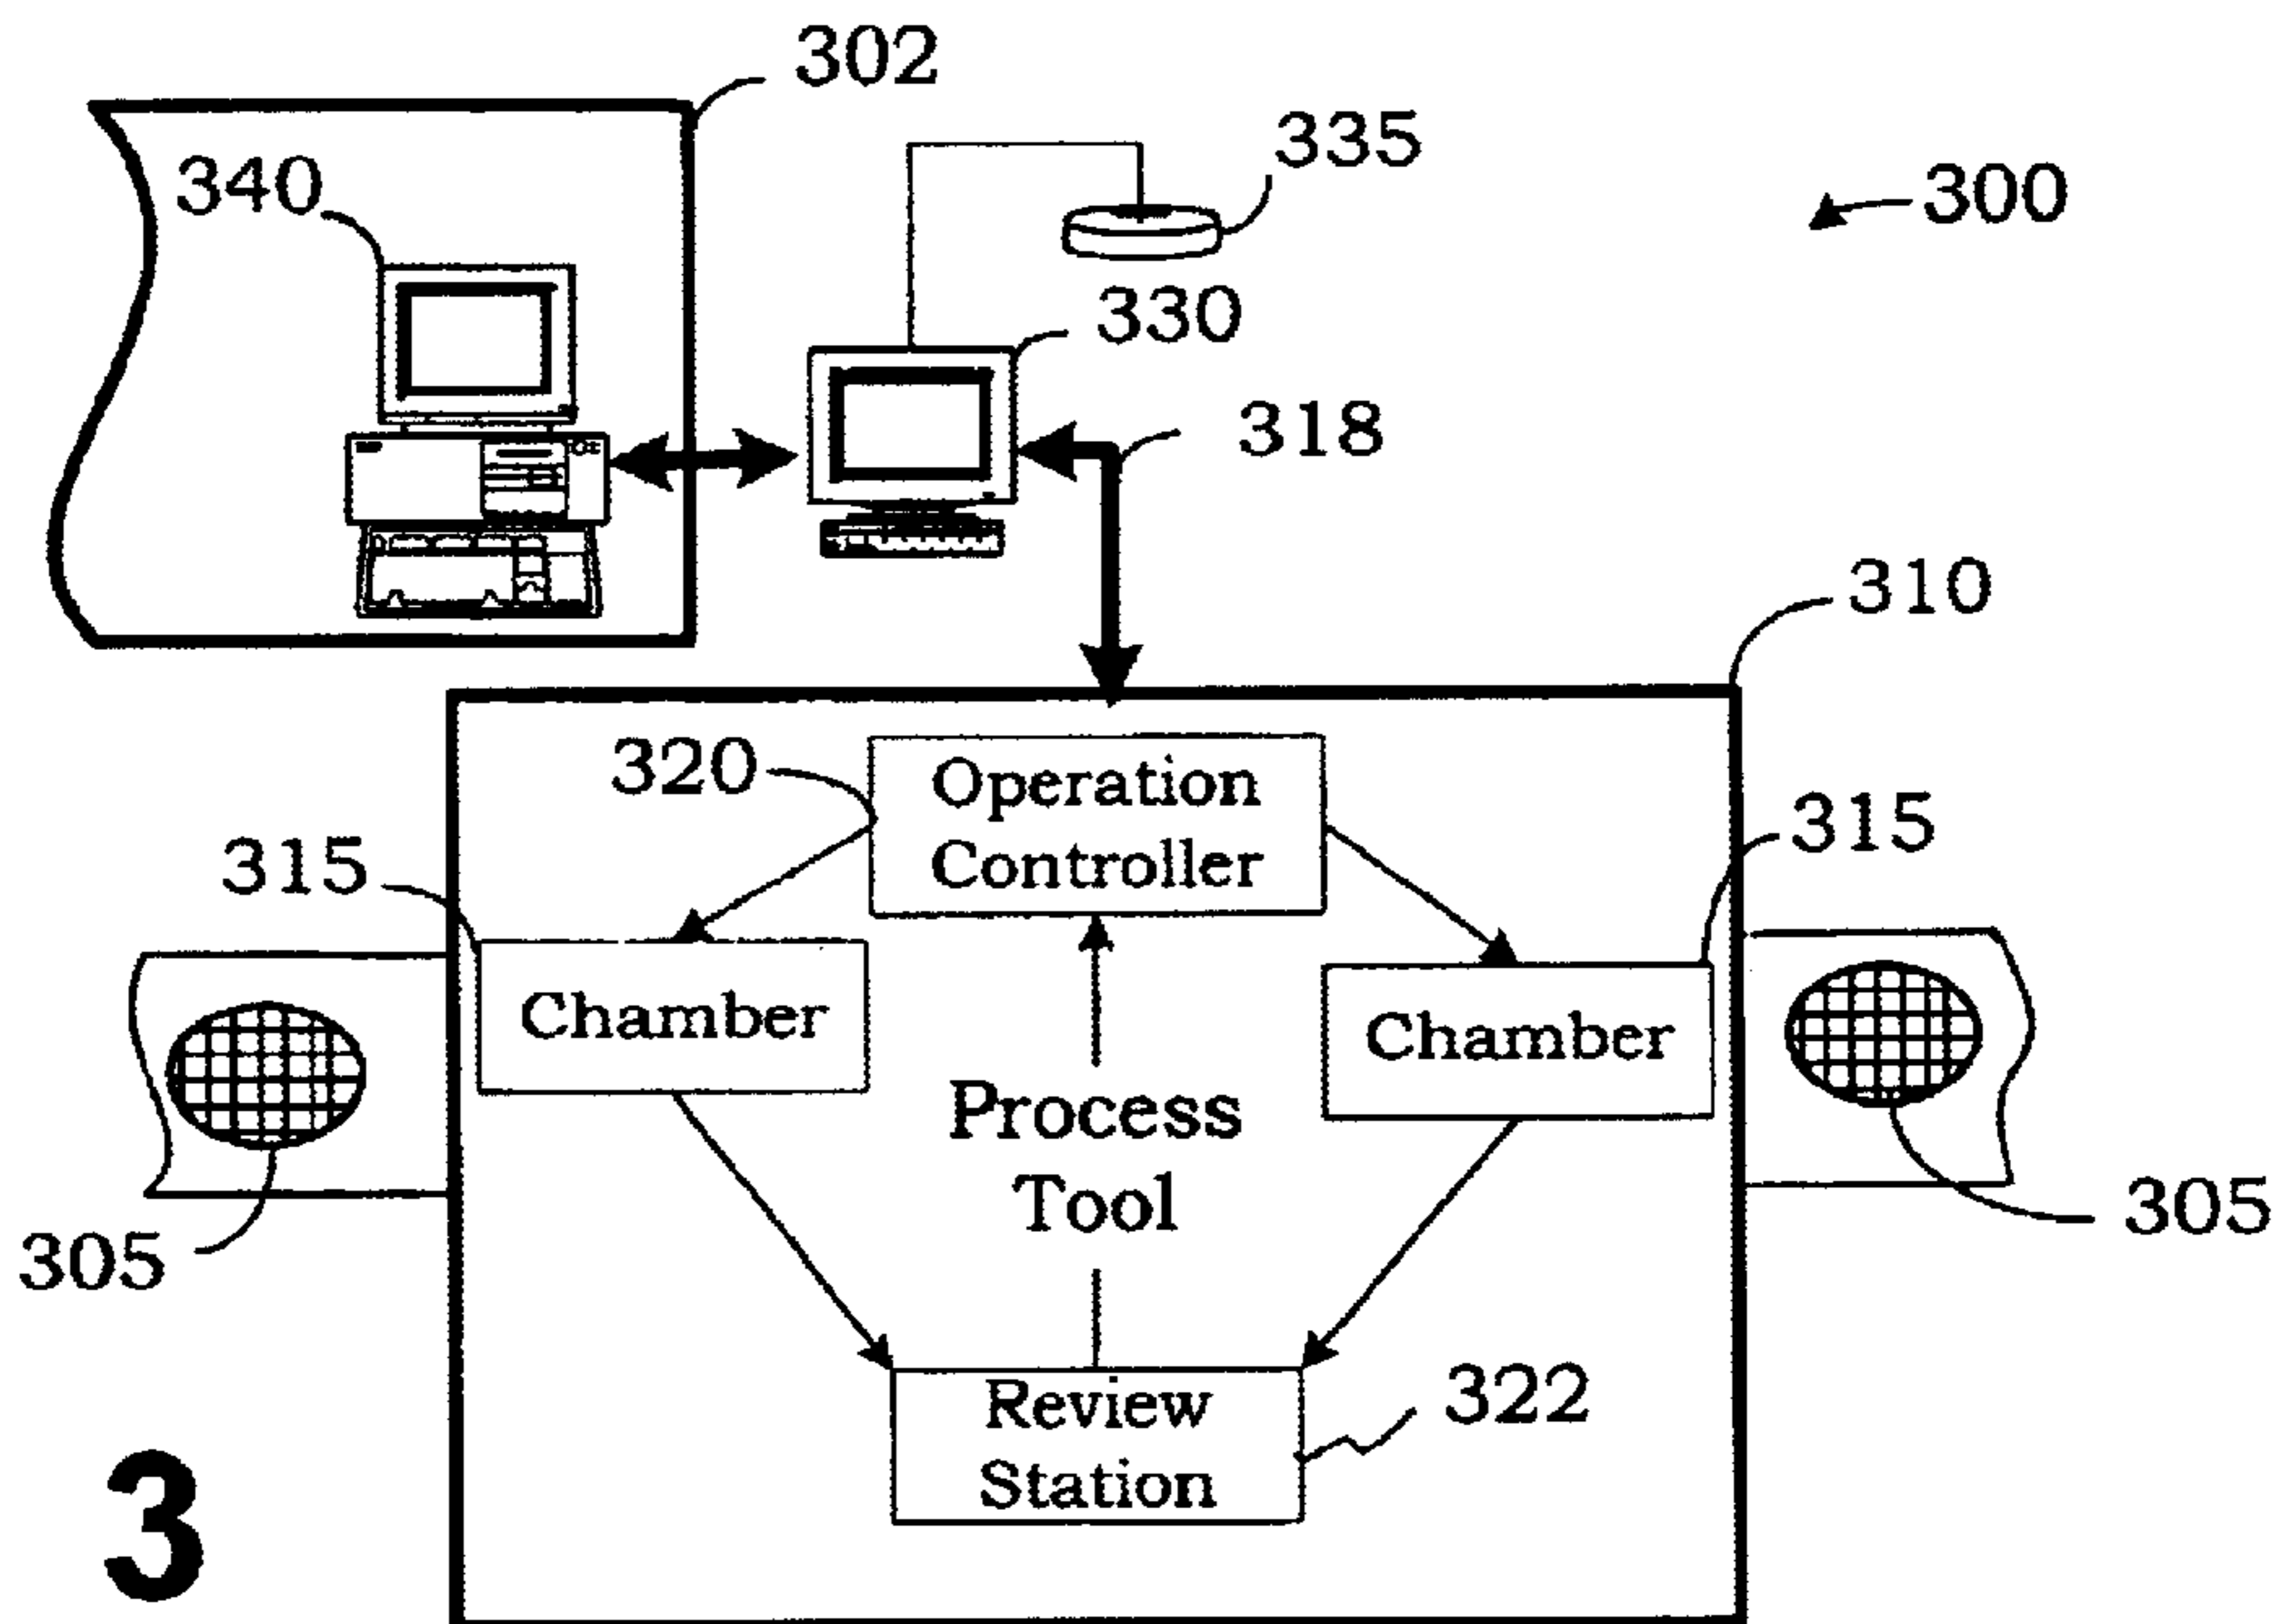 302
335
300
340
330
318
310
320
Operation
Controller
315
315
Chamber
Chamber
Process
Tool
305
305
Review
Station
322
3